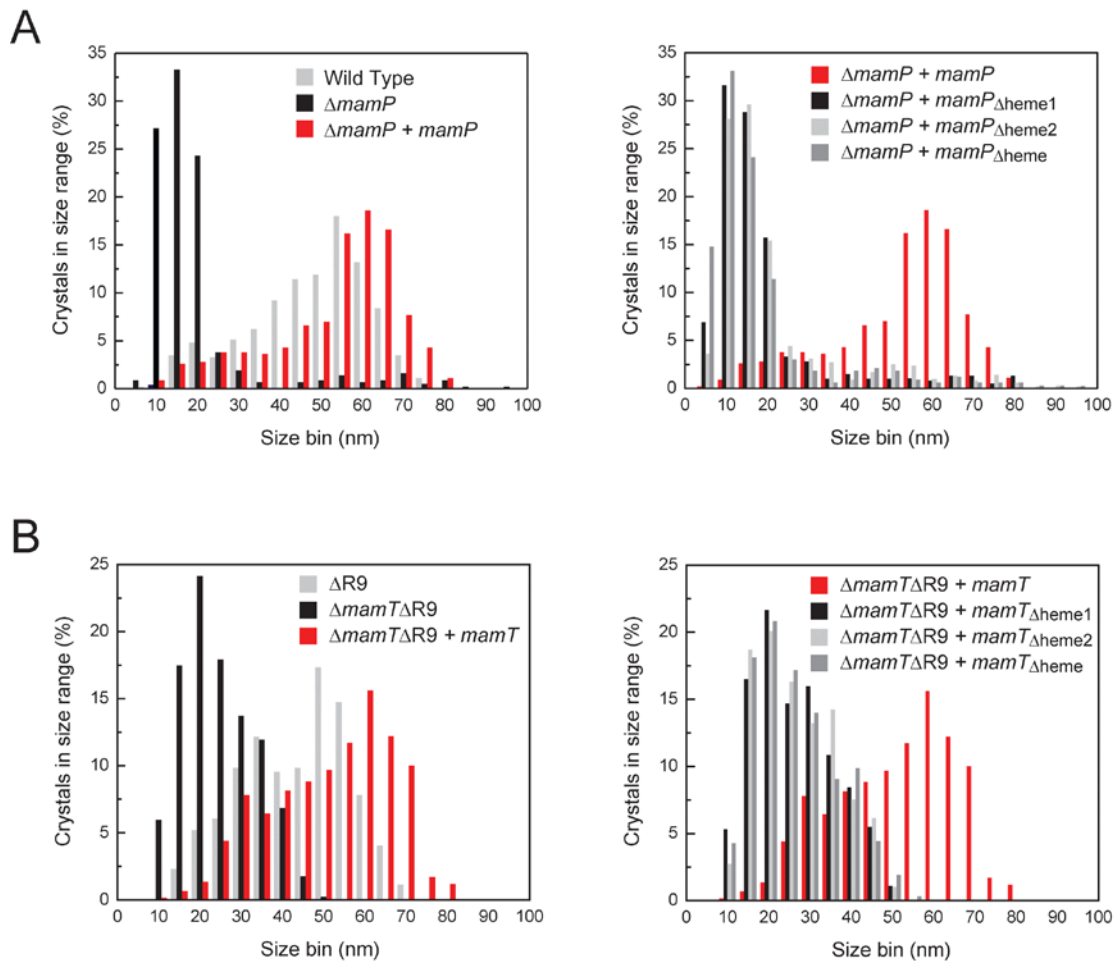 A
Crystals in size range (%)
35
30
25
20
15
10
5
0
Wild Type
ΔmamP
ΔmamP + mamP
0 10 20 30 40 50 60 70 80 90 100
Size bin (nm)
Crystals in size range (%)
35
30
25
20
15
10
5
0
ΔmamP + mamP
ΔmamP + mamPΔheme1
ΔmamP + mamPΔheme2
ΔmamP + mamPΔheme
0 10 20 30 40 50 60 70 80 90 100
Size bin (nm)
B
Crystals in size range (%)
25
20
15
10
5
0
ΔR9
ΔmamTΔR9
ΔmamTΔR9 + mamT
0 10 20 30 40 50 60 70 80 90 100
Size bin (nm)
Crystals in size range (%)
25
20
15
10
5
0
ΔmamTΔR9 + mamT
ΔmamTΔR9 + mamTΔheme1
ΔmamTΔR9 + mamTΔheme2
ΔmamTΔR9 + mamTΔheme
0 10 20 30 40 50 60 70 80 90 100
Size bin (nm)